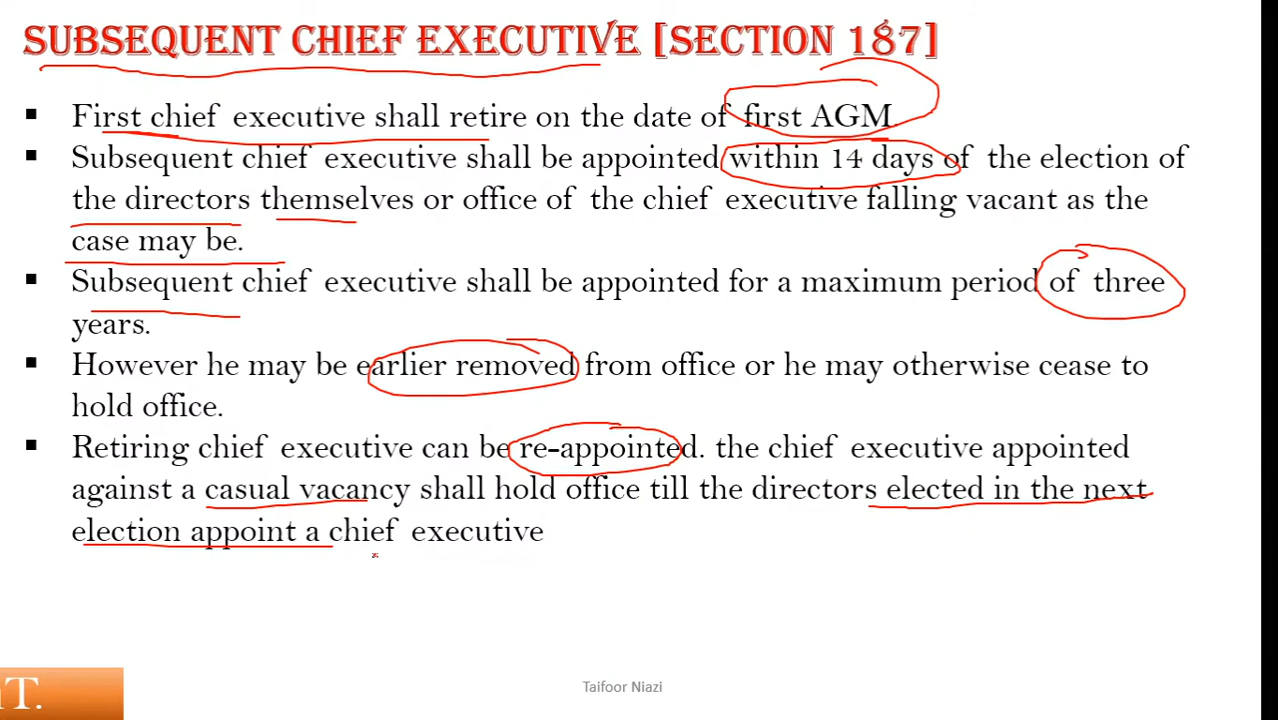 SUBSEQUENT CHIEF EXECUTIVE [SECTION 187]
▪ First chief executive shall retire on the date of first AGM.
▪ Subsequent chief executive shall be appointed within 14 days of the election of
the directors themselves or office of the chief executive falling vacant as the
case may be.
▪ Subsequent chief executive shall be appointed for a maximum period of three
years.
▪ However he may be earlier removed from office or he may otherwise cease to
hold office.
▪ Retiring chief executive can be re-appointed. the chief executive appointed
against a casual vacancy shall hold office till the directors elected in the next
election appoint a chief executive
T.
Taifoor Niazi